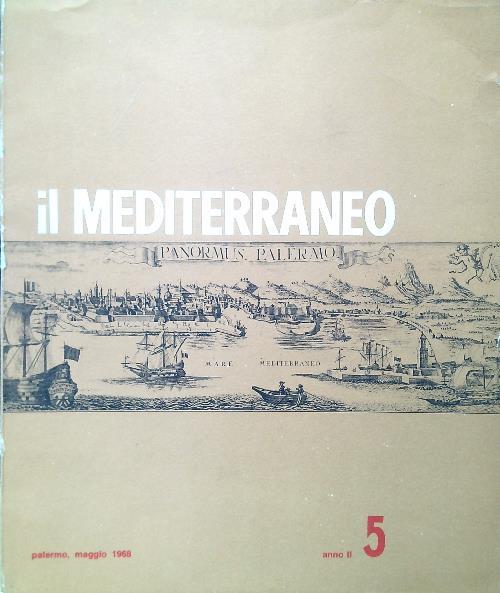 il MEDITERRANEO
PANORMUS. PALERMO
MARE MEDITERRANEO
palermo, maggio 1968
anno II 5